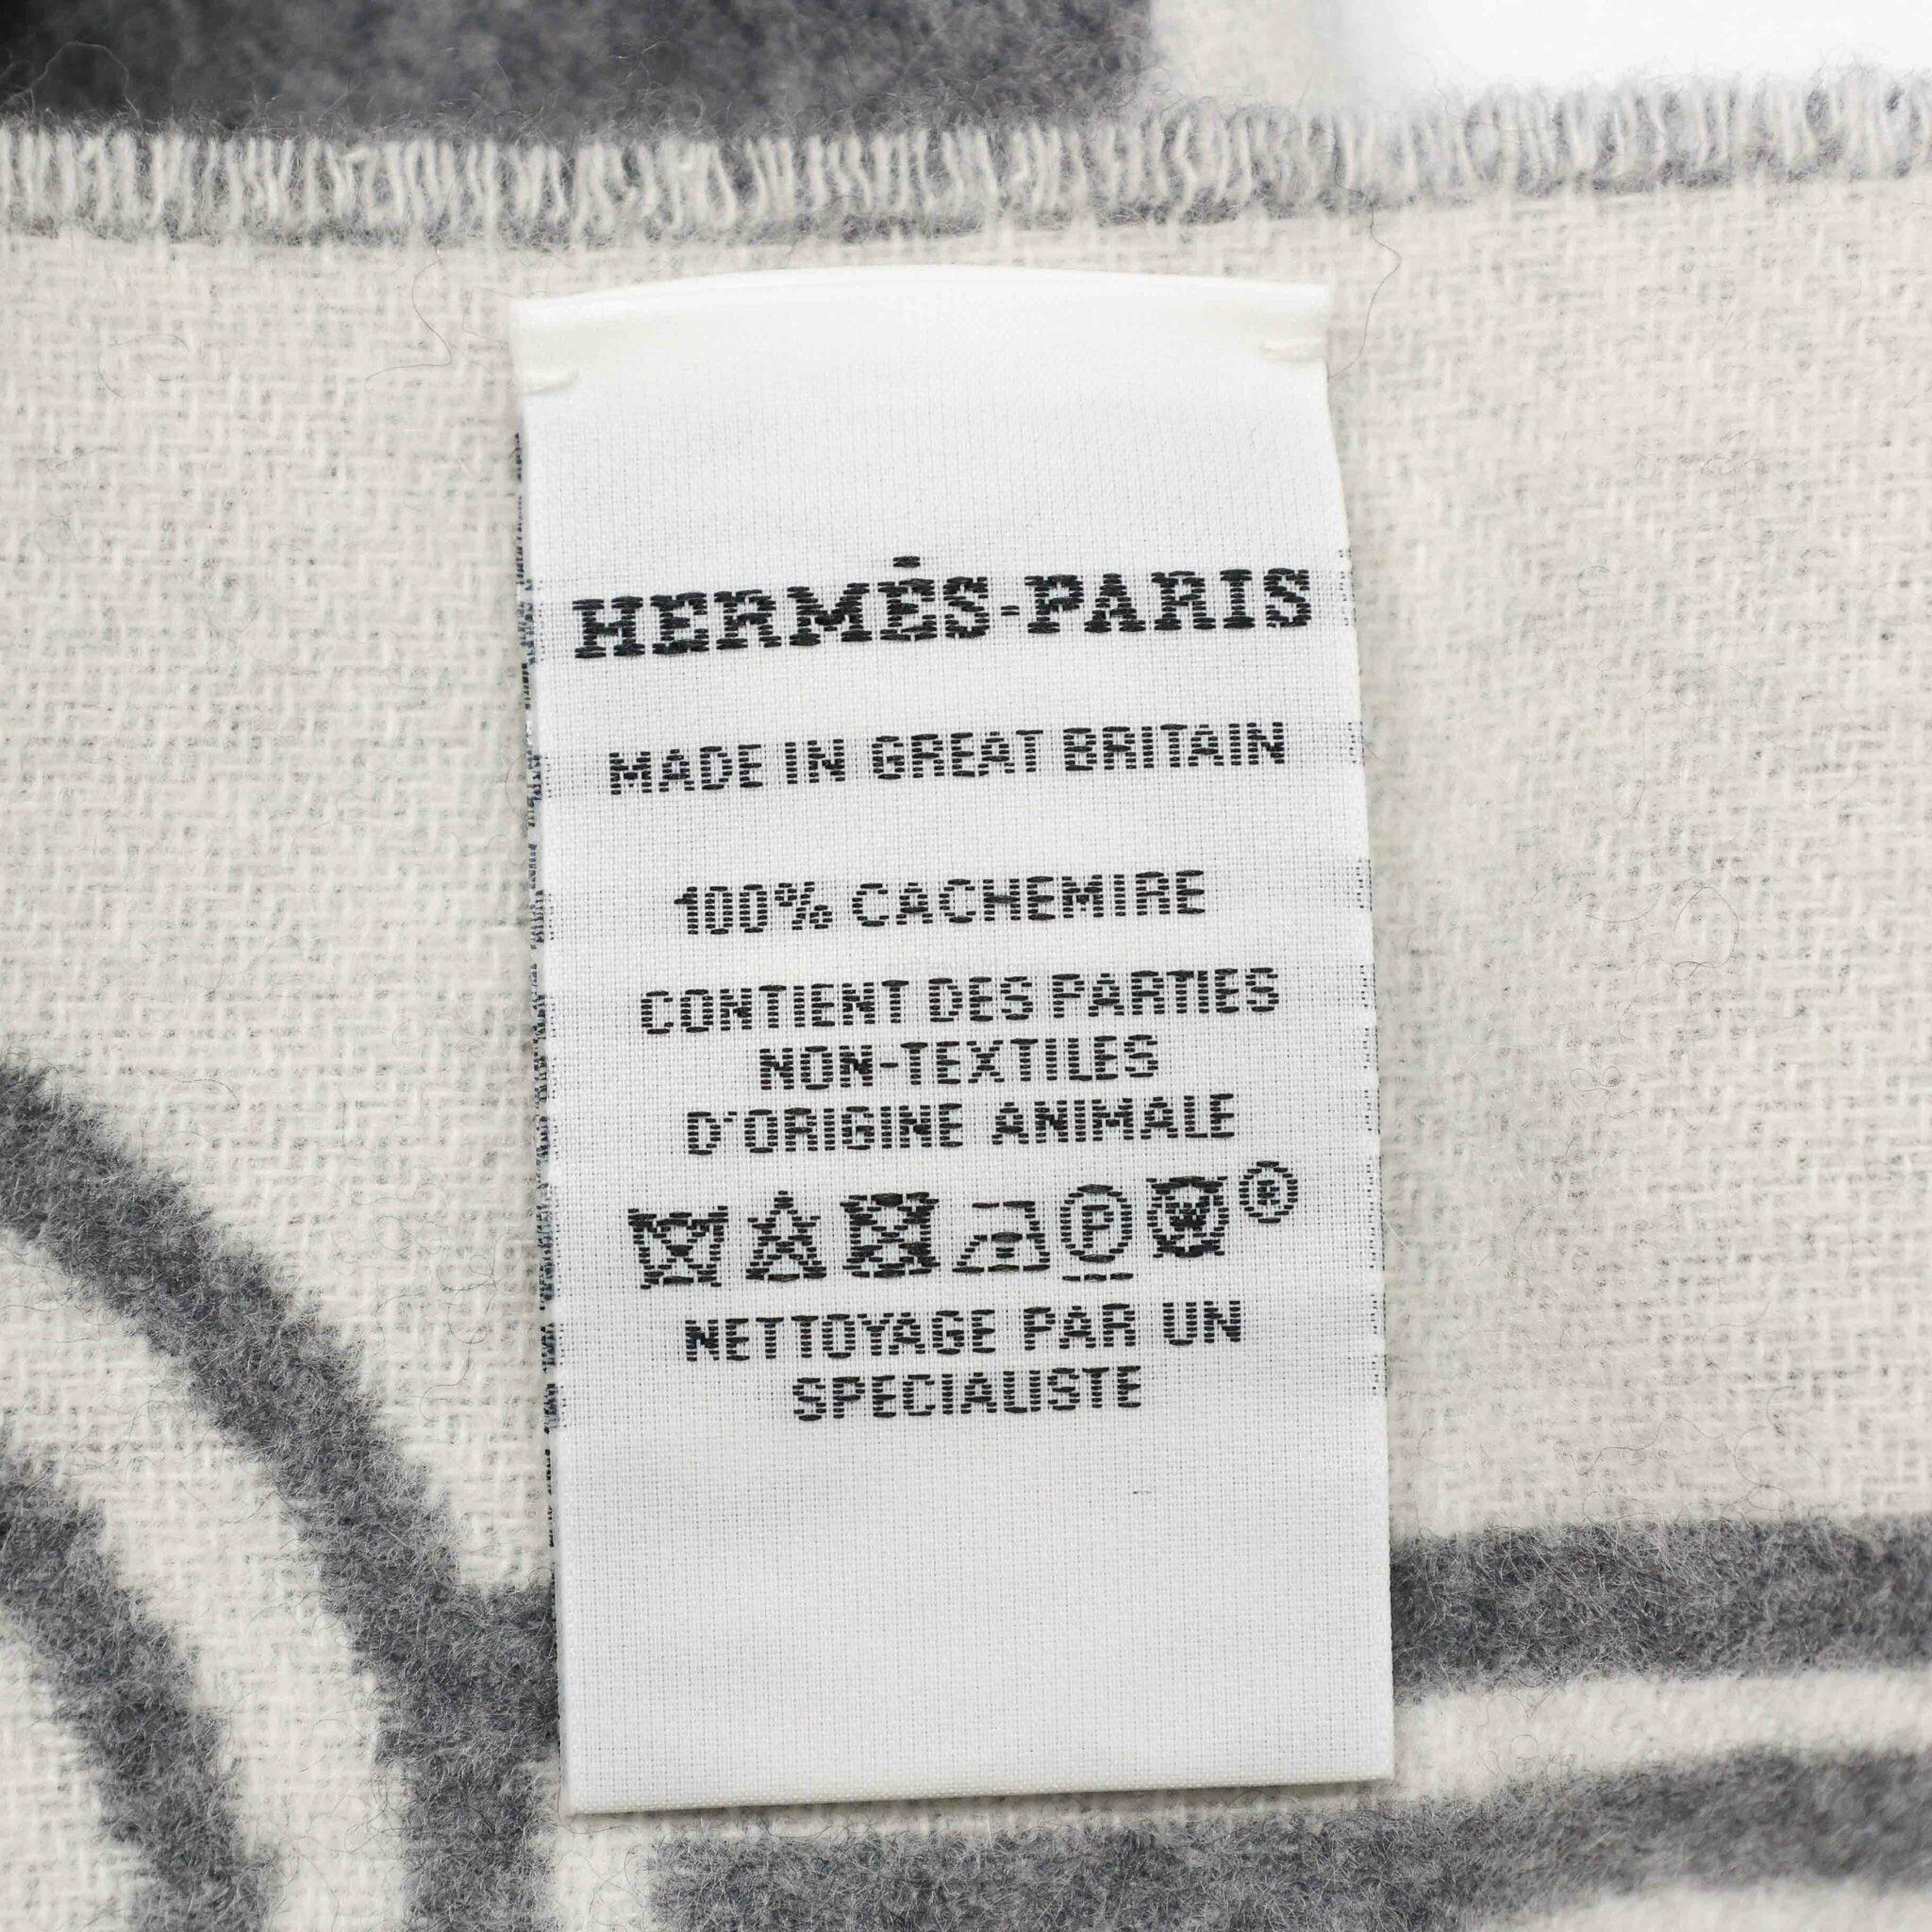 HERMÈS-PARIS
MADE IN GREAT BRITAIN
100% CACHEMIRE
CONTIENT DES PARTIES
NON-TEXTILES
D'ORIGINE ANIMALE
P W ®
NETTOYAGE PAR UN
SPECIALISTE